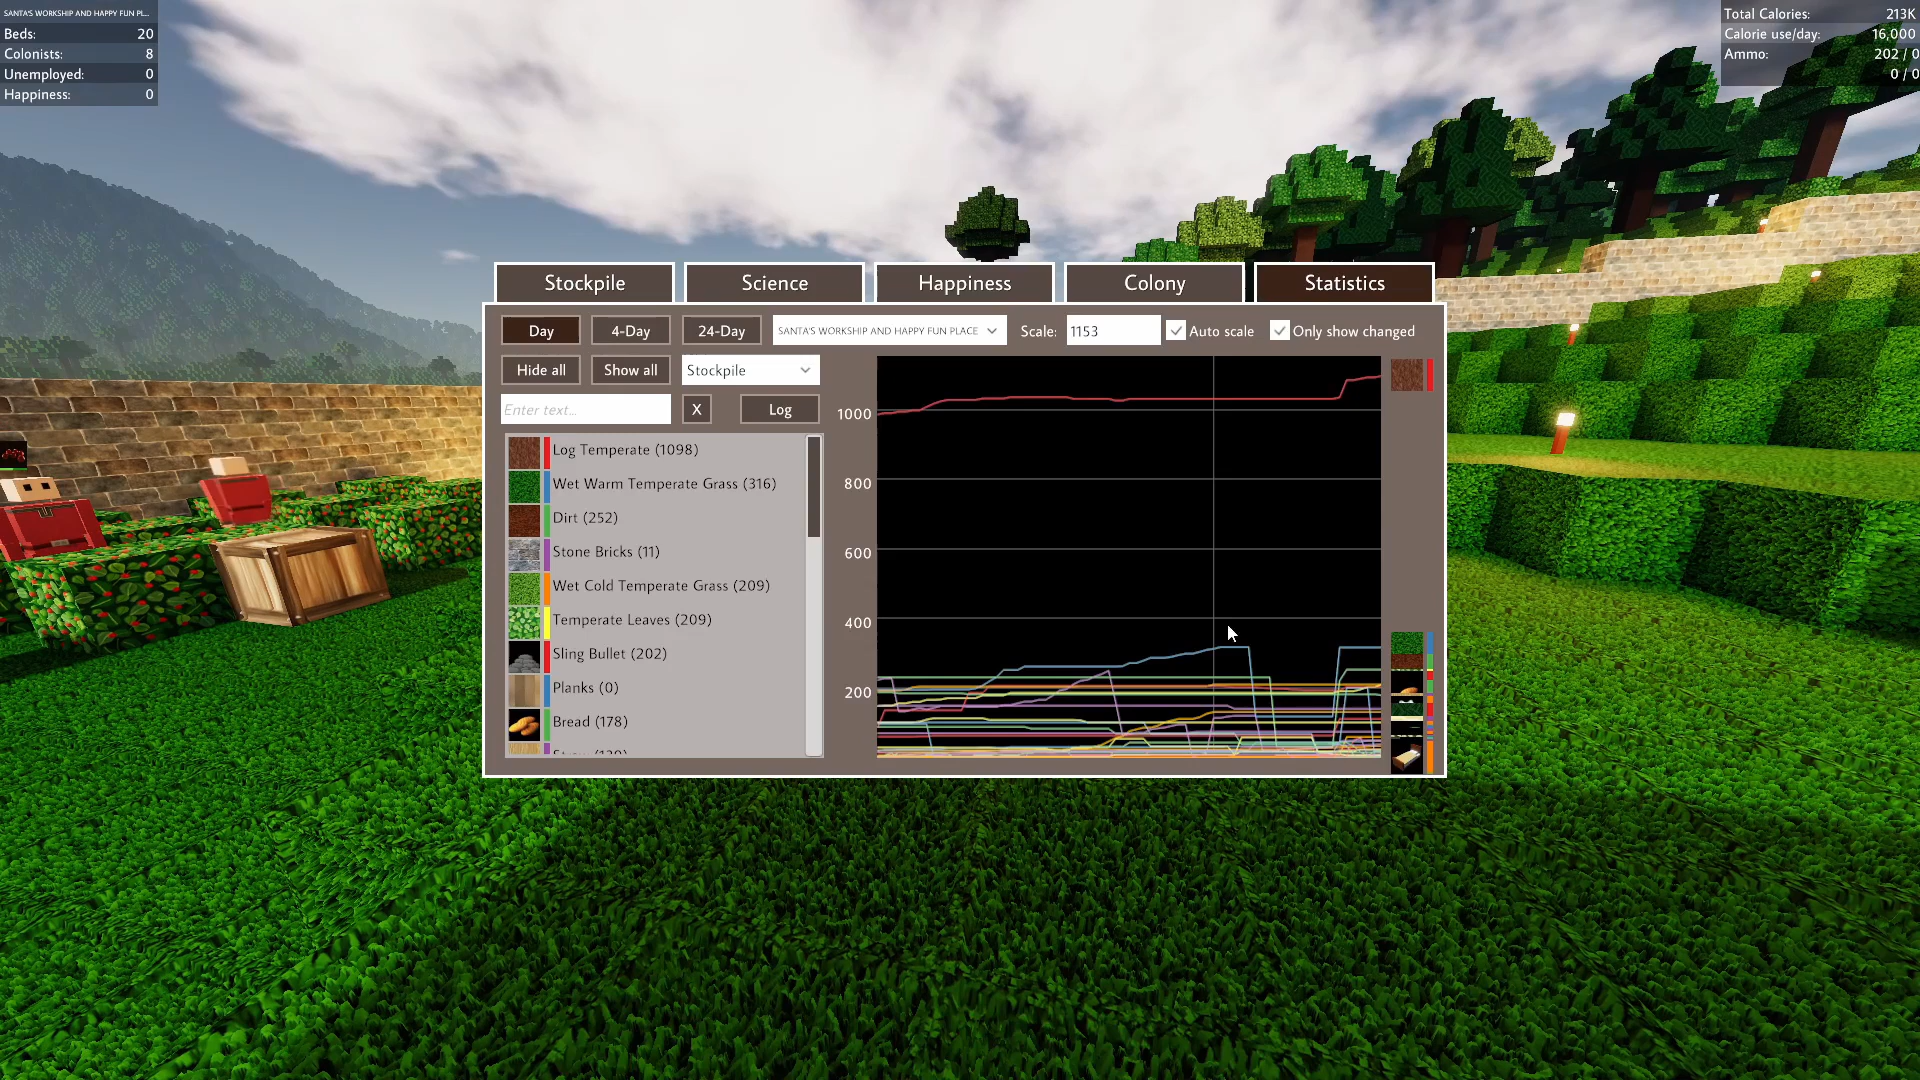 SANTA'S WORKSHIP AND HAPPY FUN PL...
Beds: 20
Colonists: 8
Unemployed: 0
Happiness: 0
Total Calories: 213K
Calorie use/day: 16,000
Ammo: 202 / 0
0 / 0
Stockpile
Science
Happiness
Colony
Statistics
Day
4-Day
24-Day
SANTA'S WORKSHIP AND HAPPY FUN PLACE
Scale: 1153
Auto scale
Only show changed
Hide all
Show all
Stockpile
Enter text...
X
Log
Log Temperate (1098)
Wet Warm Temperate Grass (316)
Dirt (252)
Stone Bricks (11)
Wet Cold Temperate Grass (209)
Temperate Leaves (209)
Sling Bullet (202)
Planks (0)
Bread (178)
1000
800
600
400
200